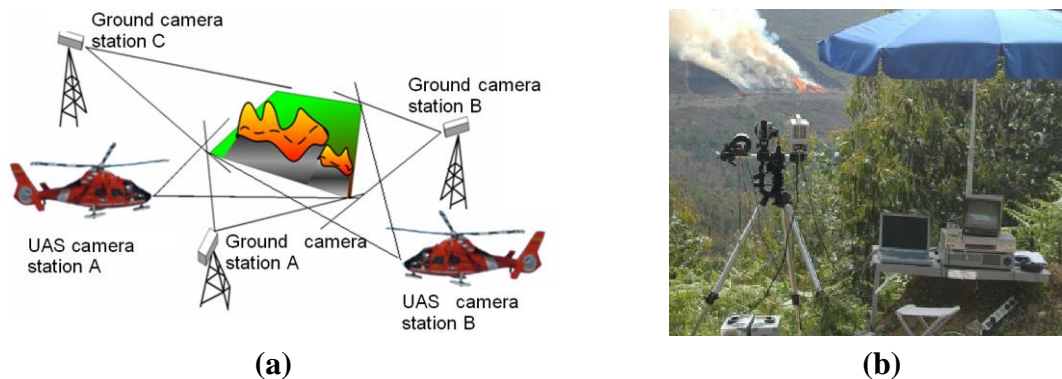 Ground camera
station C
Ground camera
station B
UAS camera
station A
Ground camera
station A
UAS camera
station B
(a)
(b)